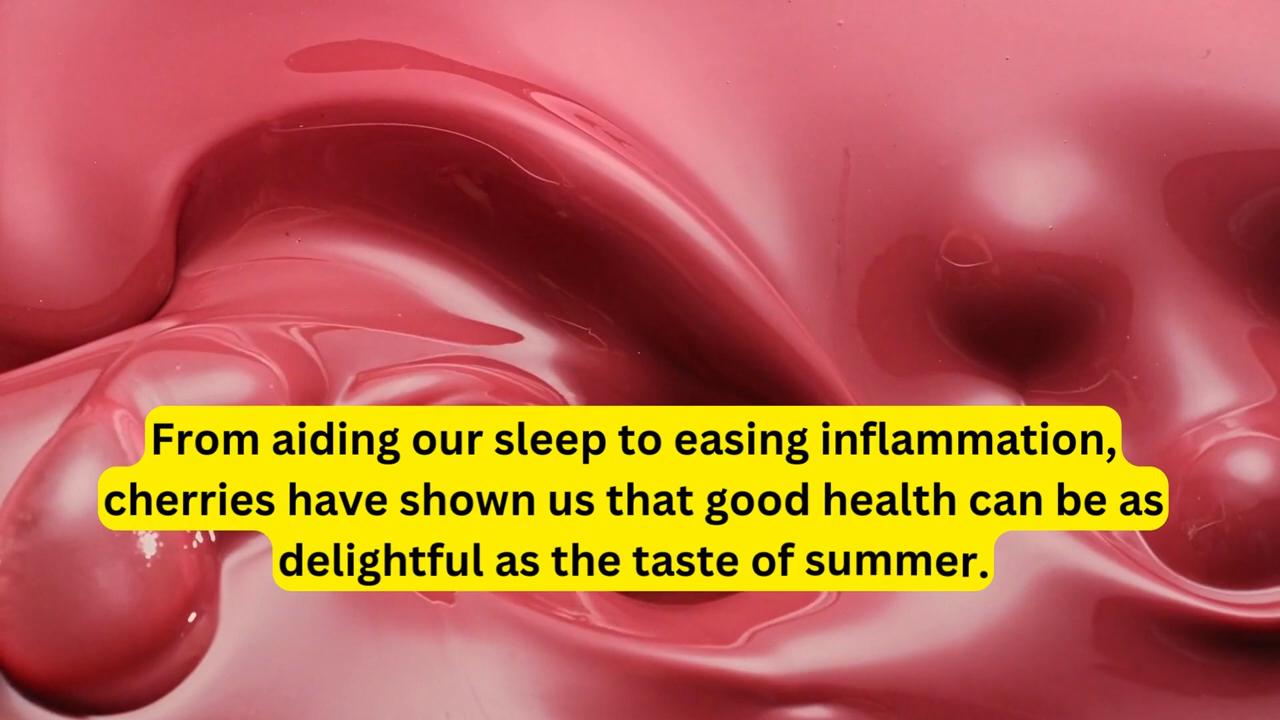 From aiding our sleep to easing inflammation,
cherries have shown us that good health can be as
delightful as the taste of summer.